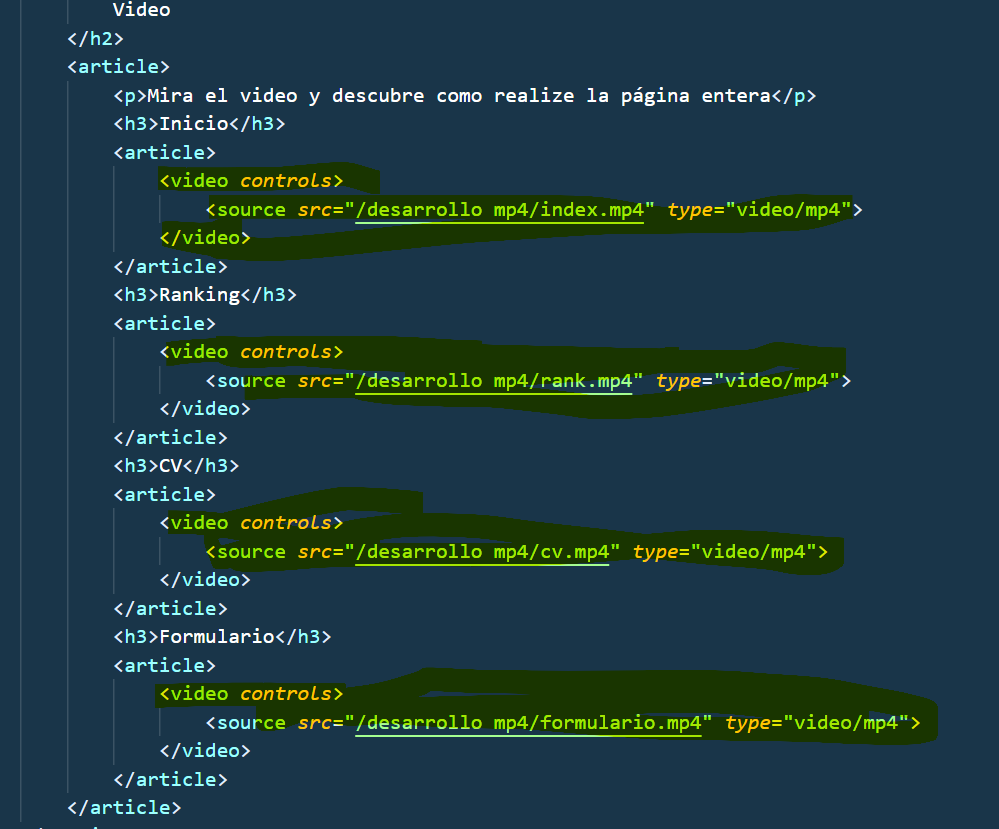 Video
</h2>
<article>
<p>Mira el video y descubre como realize la página entera</p>
<h3>Inicio</h3>
<article>
<video controls>
<source src="/desarrollo mp4/index.mp4" type="video/mp4">
</video>
</article>
<h3>Ranking</h3>
<article>
<video controls>
<source src="/desarrollo mp4/rank.mp4" type="video/mp4">
</video>
</article>
<h3>CV</h3>
<article>
<video controls>
<source src="/desarrollo mp4/cv.mp4" type="video/mp4">
</video>
</article>
<h3>Formulario</h3>
<article>
<video controls>
<source src="/desarrollo mp4/formulario.mp4" type="video/mp4">
</video>
</article>
</article>